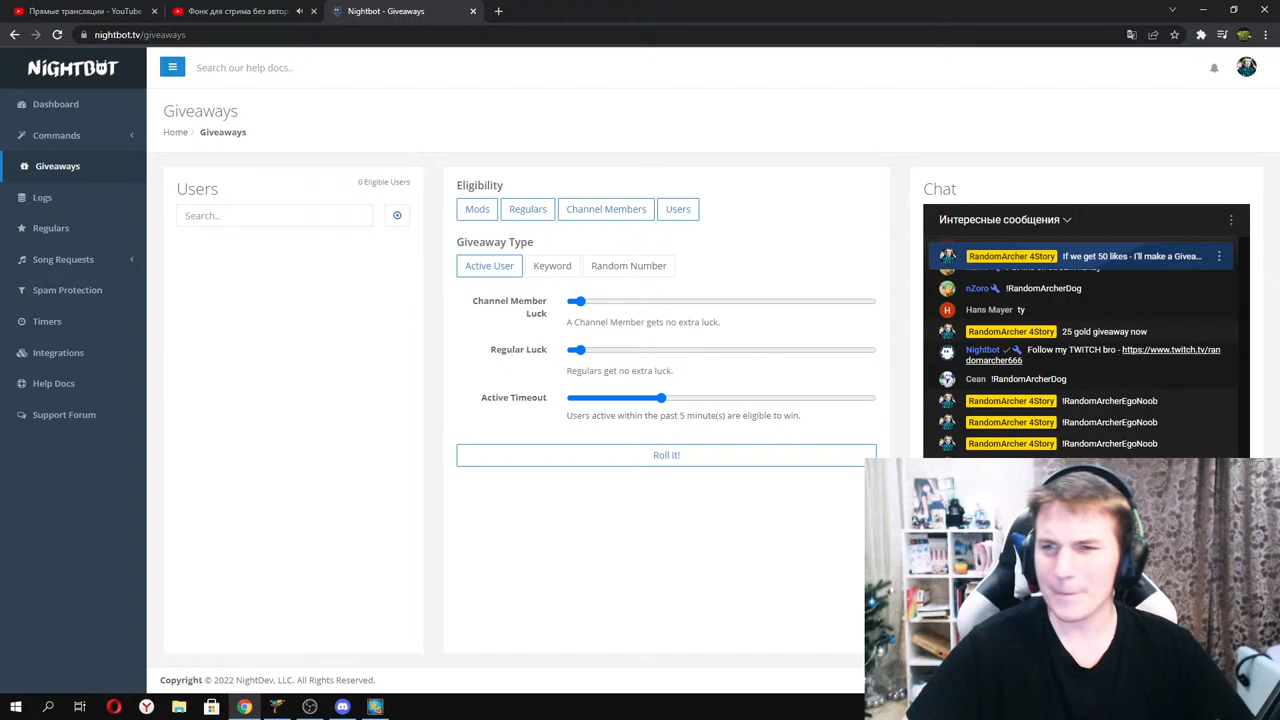 Прямые трансляции - YouTube
Фонк для стрима без автор
Nightbot - Giveaways
nightbot.tv/giveaways
NIGHTBOT
Search our help docs..
Dashboard
Commands
Giveaways
Logs
Regulars
Song Requests
Spam Protection
Timers
Integrations
Help Docs
Support Forum
Giveaways
Home / Giveaways
Users
0 Eligible Users
Search..
Eligibility
Mods
Regulars
Channel Members
Users
Giveaway Type
Active User
Keyword
Random Number
Channel Member
Luck
A Channel Member gets no extra luck.
Regular Luck
Regulars get no extra luck.
Active Timeout
Users active within the past 5 minute(s) are eligible to win.
Roll It!
Chat
Интересные сообщения
RandomArcher 4Story If we get 50 likes - I'll make a Givea...
nZoro !RandomArcherDog
H Hans Mayer ty
RandomArcher 4Story 25 gold giveaway now
Nightbot Follow my TWITCH bro - https://www.twitch.tv/ran
domarcher666
Cean !RandomArcherDog
RandomArcher 4Story !RandomArcherEgoNoob
RandomArcher 4Story !RandomArcherEgoNoob
RandomArcher 4Story !RandomArcherEgoNoob
Copyright © 2022 NightDev, LLC. All Rights Reserved.